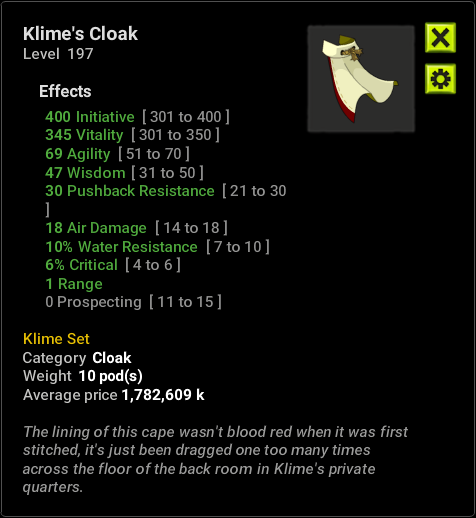 Klime's Cloak
Level 197
Effects
400 Initiative [ 301 to 400 ]
345 Vitality [ 301 to 350 ]
69 Agility [ 51 to 70 ]
47 Wisdom [ 31 to 50 ]
30 Pushback Resistance [ 21 to 30
]
18 Air Damage [ 14 to 18 ]
10% Water Resistance [ 7 to 10 ]
6% Critical [ 4 to 6 ]
1 Range
0 Prospecting [ 11 to 15 ]
Klime Set
Category Cloak
Weight 10 pod(s)
Average price 1,782,609 k
The lining of this cape wasn't blood red when it was first
stitched, it's just been dragged one too many times
across the floor of the back room in Klime's private
quarters.